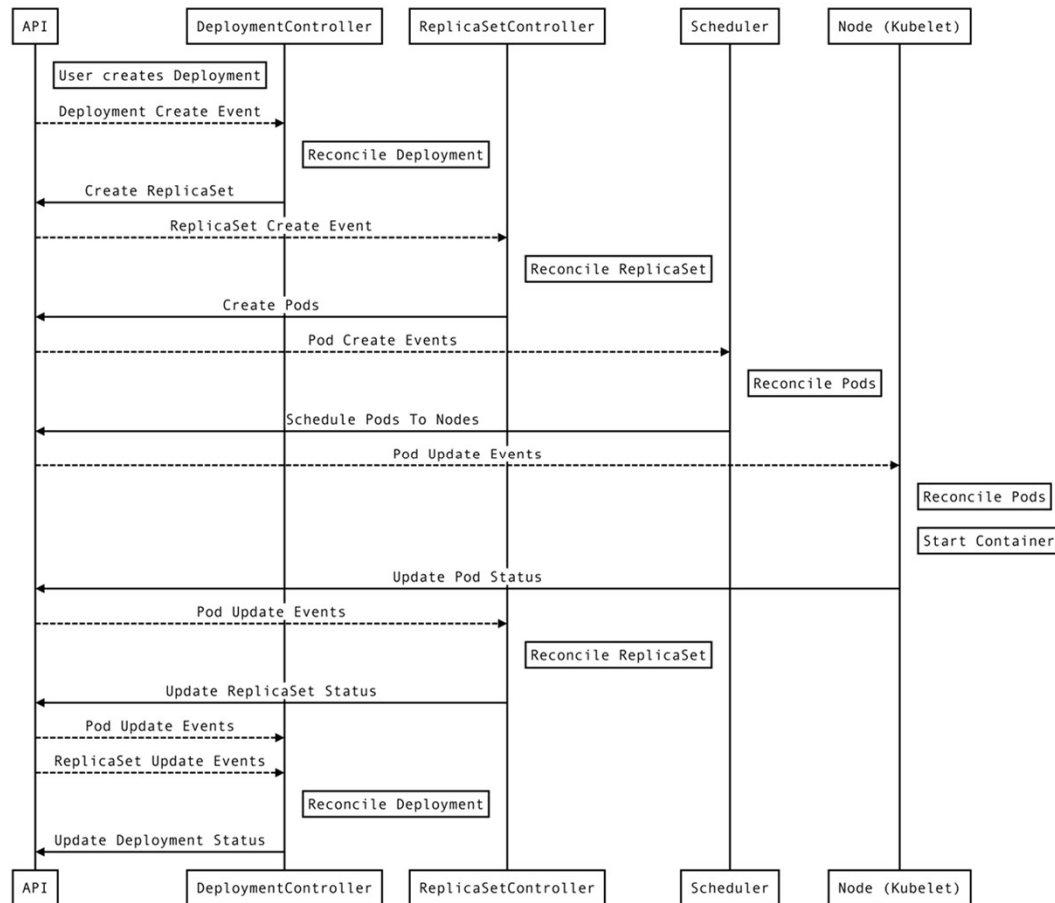 API DeploymentController ReplicaSetController Scheduler Node (Kubelet)
User creates Deployment
Deployment Create Event
Reconcile Deployment
Create ReplicaSet
ReplicaSet Create Event
Reconcile ReplicaSet
Create Pods
Pod Create Events
Reconcile Pods
Schedule Pods To Nodes
Pod Update Events
Reconcile Pods
Start Container
Update Pod Status
Pod Update Events
Reconcile ReplicaSet
Update ReplicaSet Status
Pod Update Events
ReplicaSet Update Events
Reconcile Deployment
Update Deployment Status
API DeploymentController ReplicaSetController Scheduler Node (Kubelet)